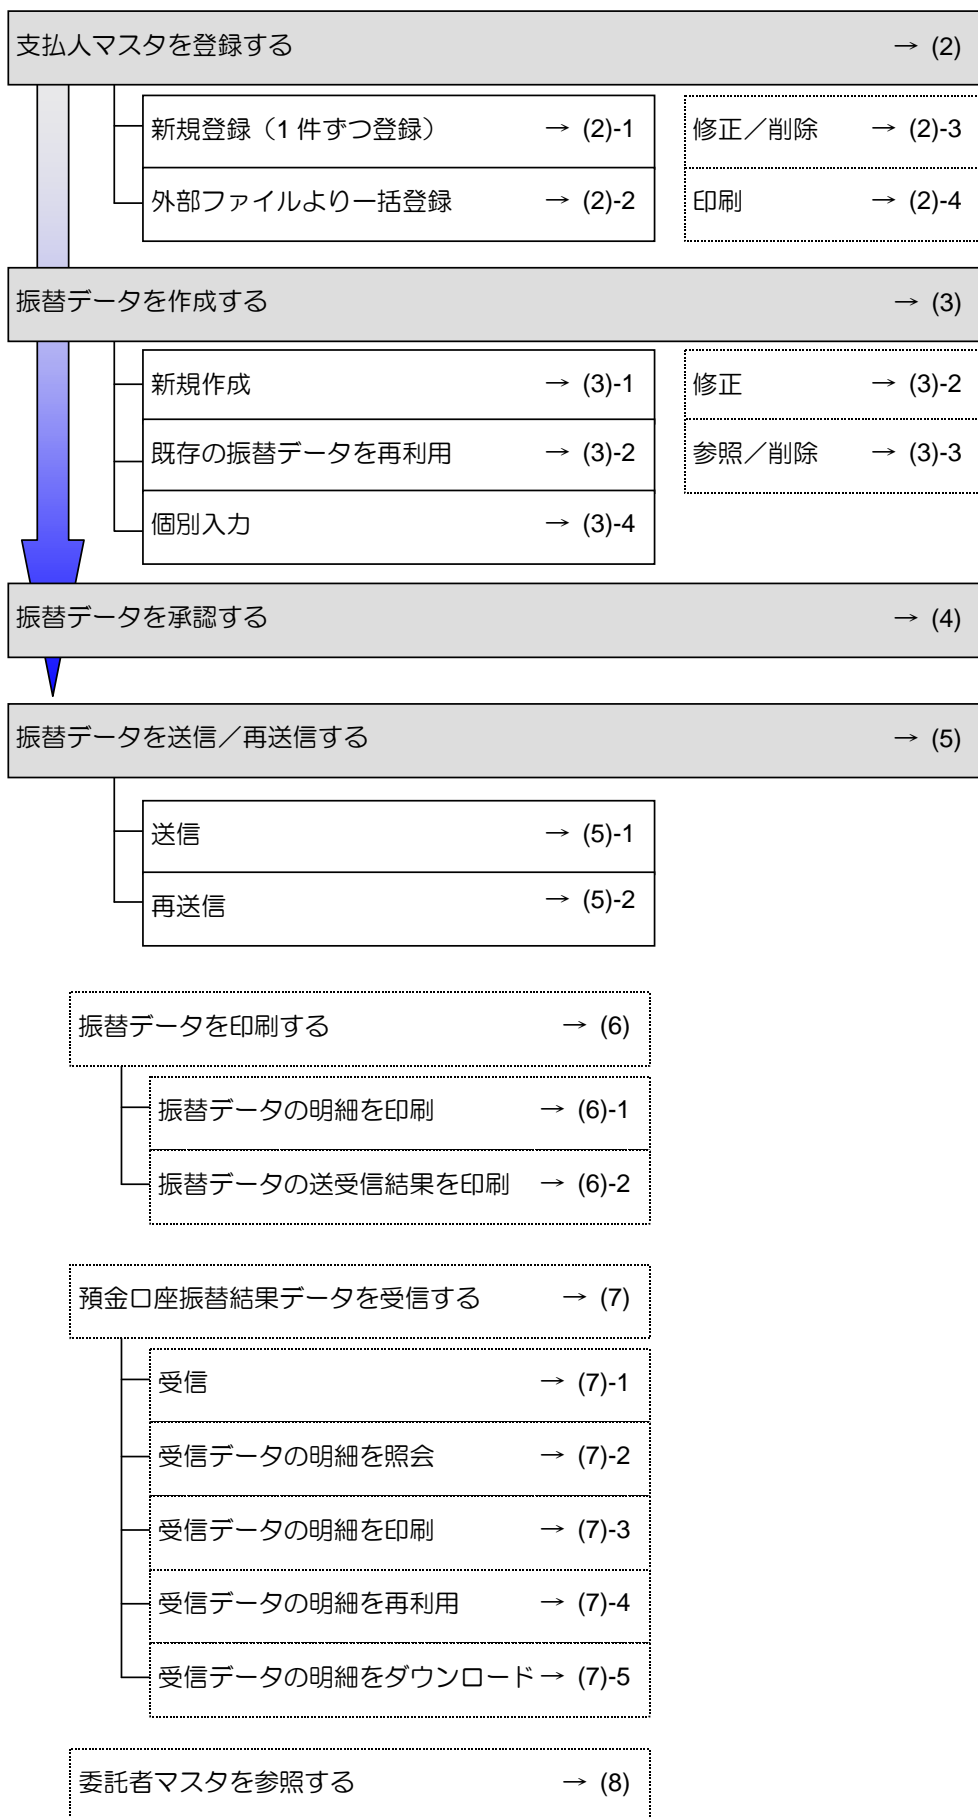 支払人マスタを登録する → (2)
新規登録（1件ずつ登録） → (2)-1 修正／削除 → (2)-3
外部ファイルより一括登録 → (2)-2 印刷 → (2)-4
振替データを作成する → (3)
新規作成 → (3)-1 修正 → (3)-2
既存の振替データを再利用 → (3)-2 参照／削除 → (3)-3
個別入力 → (3)-4
振替データを承認する → (4)
振替データを送信／再送信する → (5)
送信 → (5)-1
再送信 → (5)-2
振替データを印刷する → (6)
振替データの明細を印刷 → (6)-1
振替データの送受信結果を印刷 → (6)-2
預金口座振替結果データを受信する → (7)
受信 → (7)-1
受信データの明細を照会 → (7)-2
受信データの明細を印刷 → (7)-3
受信データの明細を再利用 → (7)-4
受信データの明細をダウンロード → (7)-5
委託者マスタを参照する → (8)